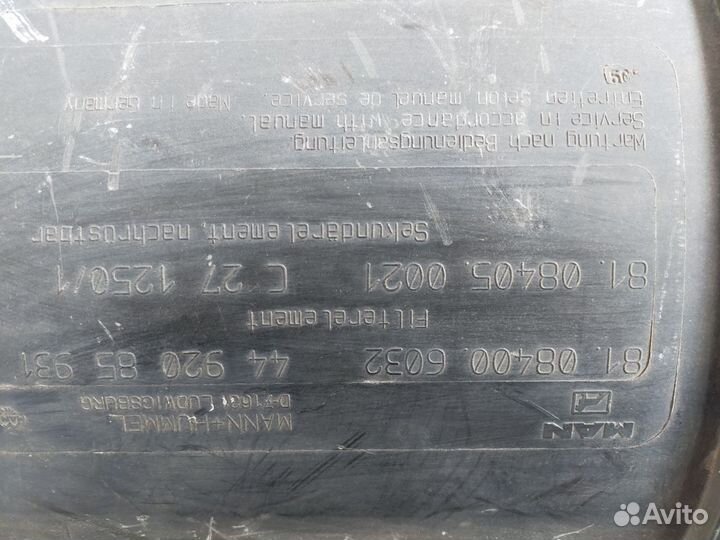 MAN
MANN+HUMMEL
D-71631 LUDWIGSBURG
81. 08400. 6032 44 920 85 931
Filterelement
81. 08405. 0021 C 27 1250/1
Sekundärelement, nachrüstbar
Wartung nach Bedienungsanleitung.
Service in accordance with manual.
Entretien selon manuel de service. Made in Germany
Avito